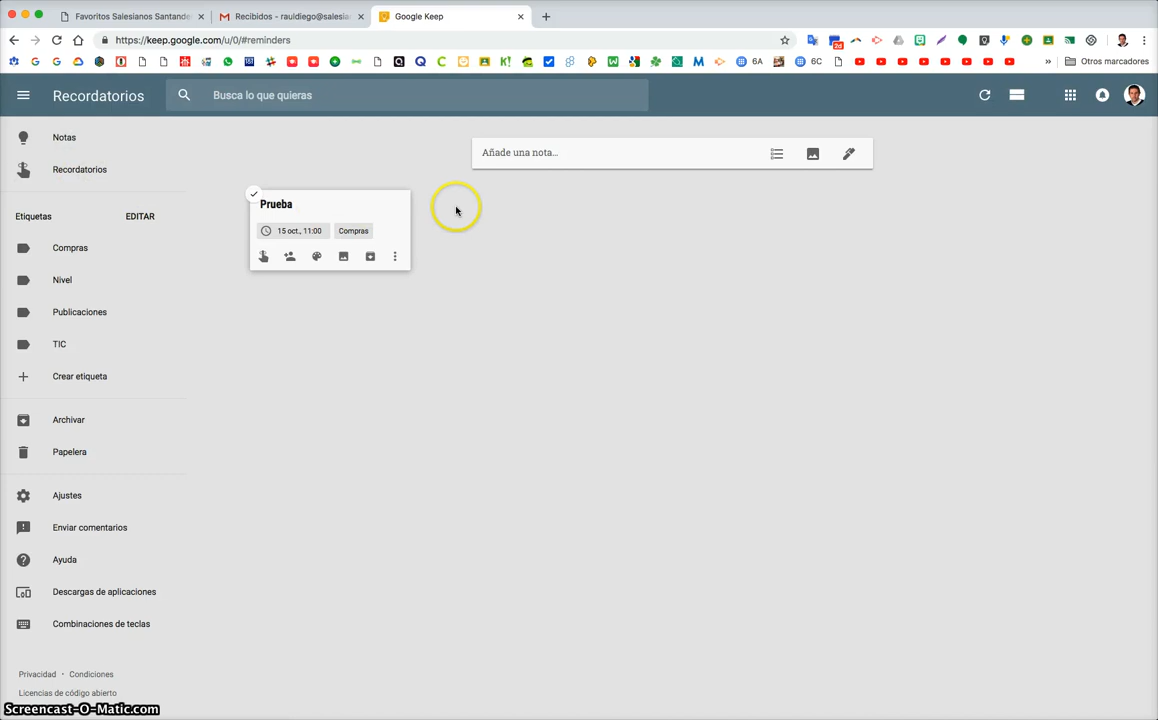 Favoritos Salesianos Santande
Recibidos - rauldiego@salesia
Google Keep
https://keep.google.com/u/0/#reminders
2d
6A
6C
Otros marcadores
Recordatorios
Busca lo que quieras
Notas
Añade una nota...
Recordatorios
Prueba
Etiquetas
EDITAR
15 oct., 11:00
Compras
Compras
Nivel
Publicaciones
TIC
Crear etiqueta
Archivar
Papelera
Ajustes
Enviar comentarios
Ayuda
Descargas de aplicaciones
Combinaciones de teclas
Privacidad · Condiciones
Licencias de código abierto
Screencast-O-Matic.com